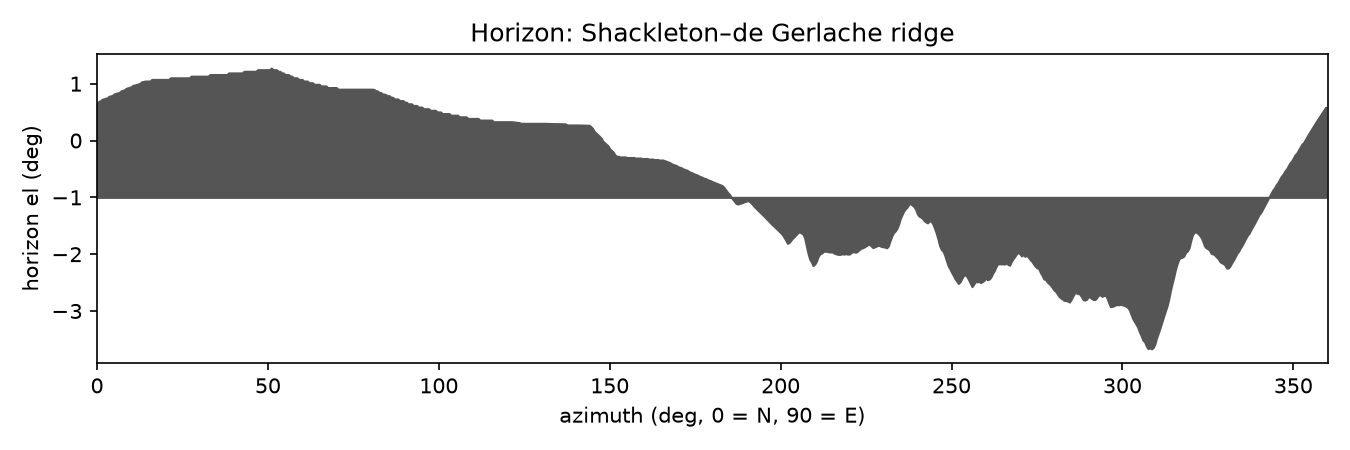 Horizon: Shackleton–de Gerlache ridge
horizon el (deg)
1
0
−1
−2
−3
0 50 100 150 200 250 300 350
azimuth (deg, 0 = N, 90 = E)